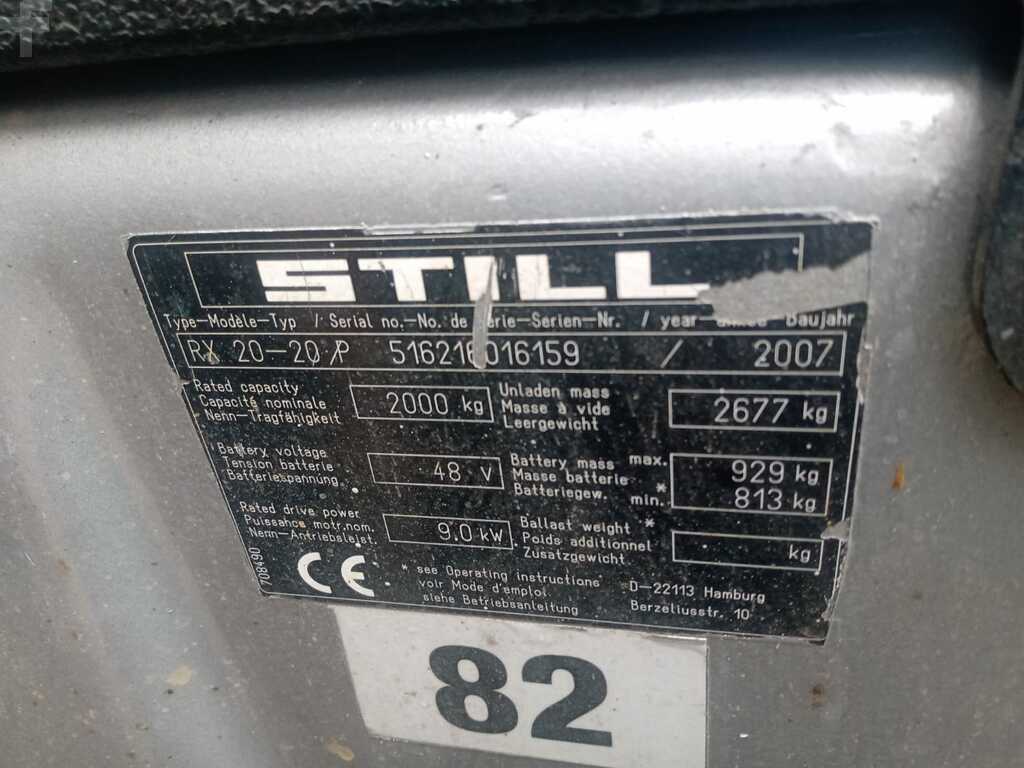 STILL
Type-Modèle-Typ / Serial no.-No. de série-Serien-Nr. / year-année-Baujahr
RX 20-20 P 516216016159 / 2007
Rated capacity
Capacité nominale
Nenn-Tragfähigkeit
2000 kg
Unladen mass
Masse à vide
Leergewicht
2677 kg
Battery voltage
Tension batterie
Batteriespannung
48 V
Battery mass max.
Masse batterie *
Batteriegew. min.
929 kg
813 kg
Rated drive power
Puissance motr.nom.
Nenn-Antriebsleist.
9.0 kW
Ballast weight *
Poids additionnel
Zusatzgewicht
kg
708490
CE
* see Operating instructions
voir Mode d'emploi
siehe Betriebsanleitung
D-22113 Hamburg
Berzeliusstr. 10
82